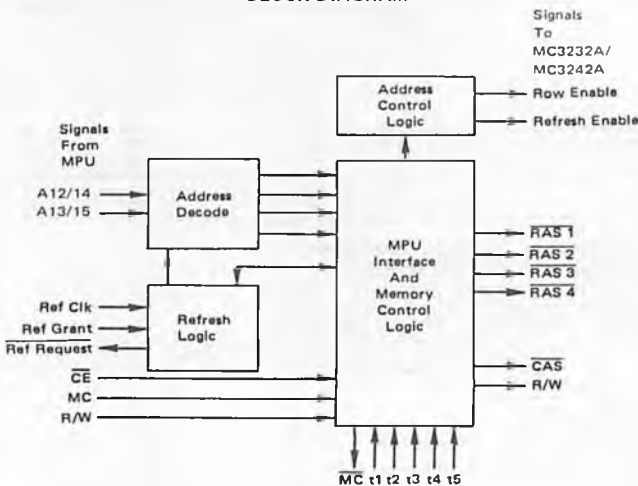 BLOCK DIAGRAM
Signals
To
MC3232A/
MC3242A
Address
Control
Logic
Row Enable
Refresh Enable
Signals
From
MPU
A12/14
A13/15
Address
Decode
MPU
Interface
And
Memory
Control
Logic
RAS 1
RAS 2
RAS 3
RAS 4
Ref Clk
Ref Grant
Ref Request
Refresh
Logic
CE
MC
R/W
CAS
R/W
MC t1 t2 t3 t4 t5